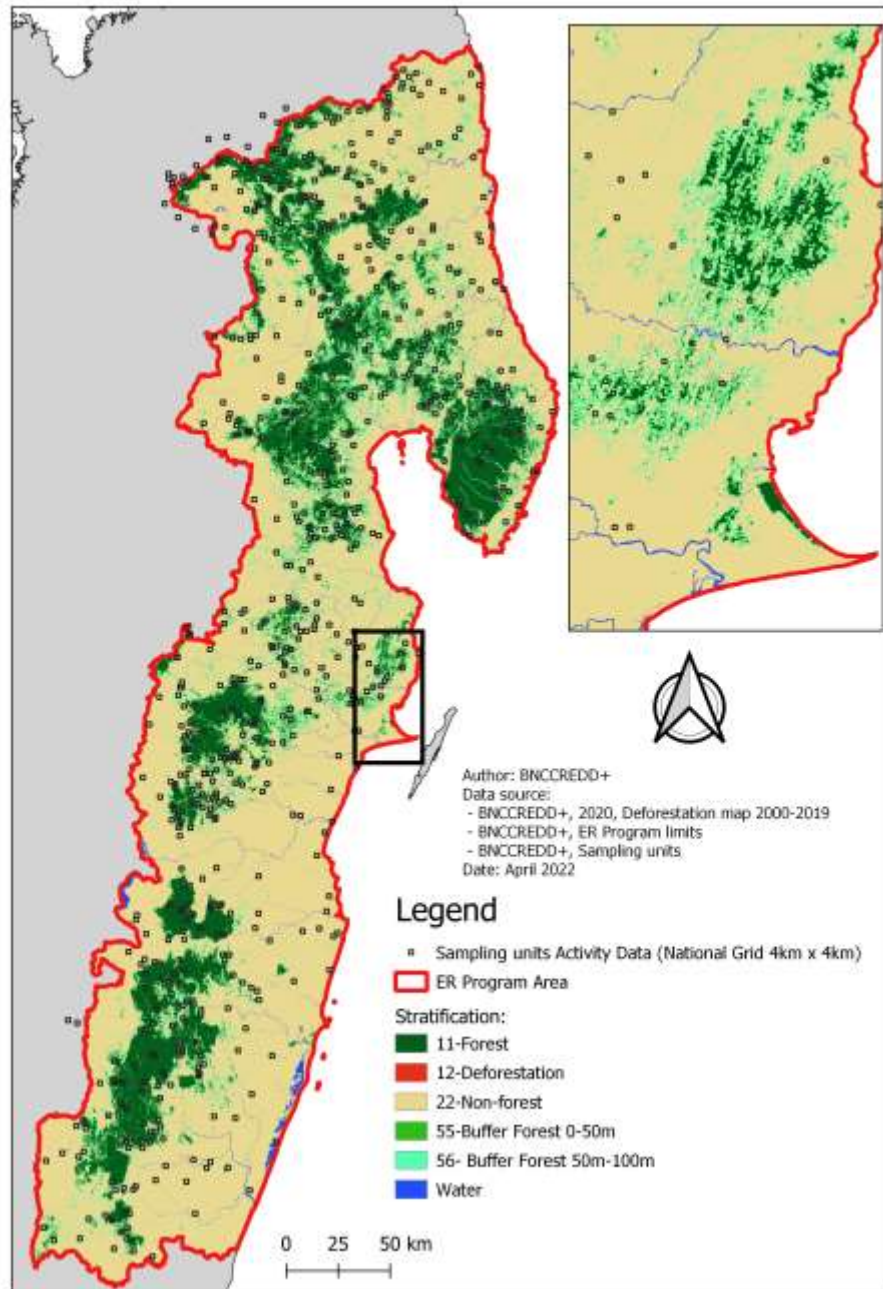 Author: BNCCREDD+
Data source:
- BNCCREDD+, 2020, Deforestation map 2000-2019
- BNCCREDD+, ER Program limits
- BNCCREDD+, Sampling units
Date: April 2022
Legend
Sampling units Activity Data (National Grid 4km x 4km)
ER Program Area
Stratification:
11-Forest
12-Deforestation
22-Non-forest
55-Buffer Forest 0-50m
56- Buffer Forest 50m-100m
Water
0 25 50 km